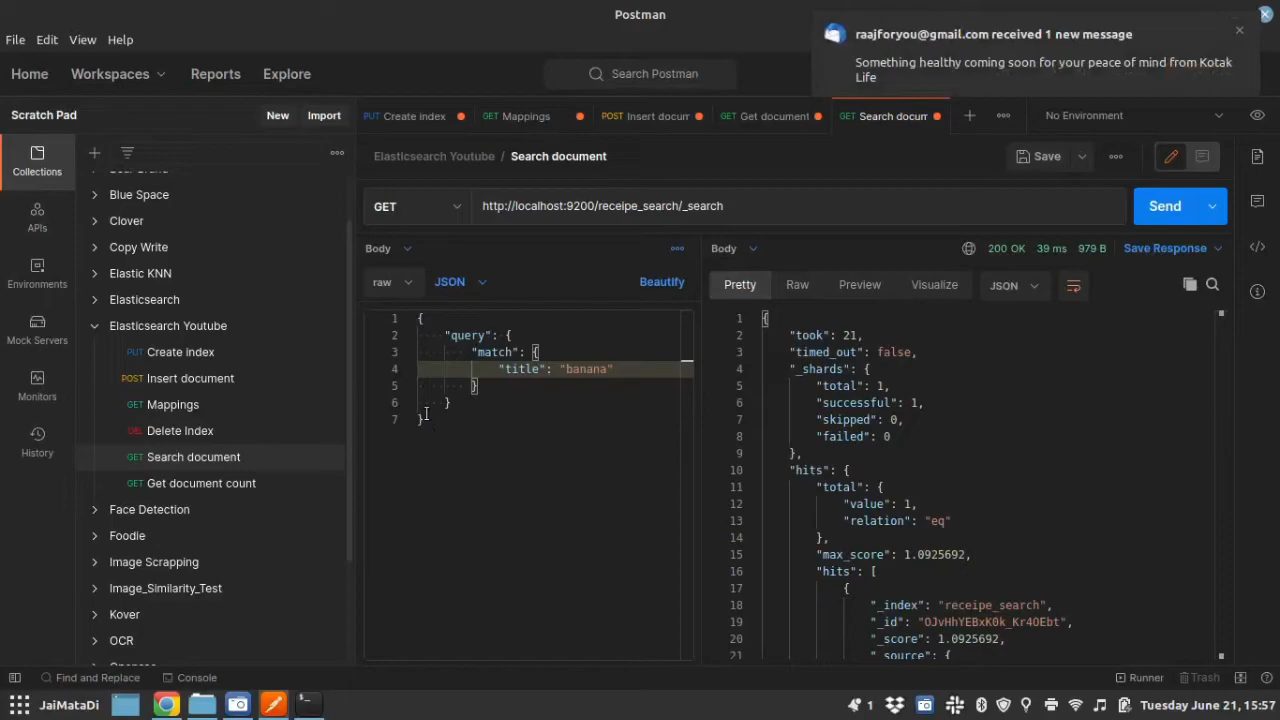 Postman
File Edit View Help
raajforyou@gmail.com received 1 new message
Something healthy coming soon for your peace of mind from Kotak
Life
Home Workspaces Reports Explore Search Postman
Scratch Pad New Import
Create index Mappings POST Insert documen GET Get document GET Search documen No Environment
PUT GET
Collections
APIs
Environments
Mock Servers
Monitors
History
Blue Space
Clover
Copy Write
Elastic KNN
Elasticsearch
Elasticsearch Youtube
PUT Create index
POST Insert document
GET Mappings
DEL Delete Index
GET Search document
GET Get document count
Face Detection
Foodie
Image Scrapping
Image_Similarity_Test
Kover
OCR
Elasticsearch Youtube / Search document Save
GET http://localhost:9200/receipe_search/_search Send
Body
raw JSON Beautify
1 {
2 "query": {
3 "match": {
4 "title": "banana"
5 }
6 }
7 }
Body 200 OK 39 ms 979 B Save Response
Pretty Raw Preview Visualize JSON
1 {
2 "took": 21,
3 "timed_out": false,
4 "_shards": {
5 "total": 1,
6 "successful": 1,
7 "skipped": 0,
8 "failed": 0
9 },
10 "hits": {
11 "total": {
12 "value": 1,
13 "relation": "eq"
14 },
15 "max_score": 1.0925692,
16 "hits": [
17 {
18 "_index": "receipe_search",
19 "_id": "OJvHhYEBxK0k_Kr4OEbt",
20 "_score": 1.0925692,
21 "_source": {
Find and Replace Console Runner Trash
JaiMataDi 1 Tuesday June 21, 15:57